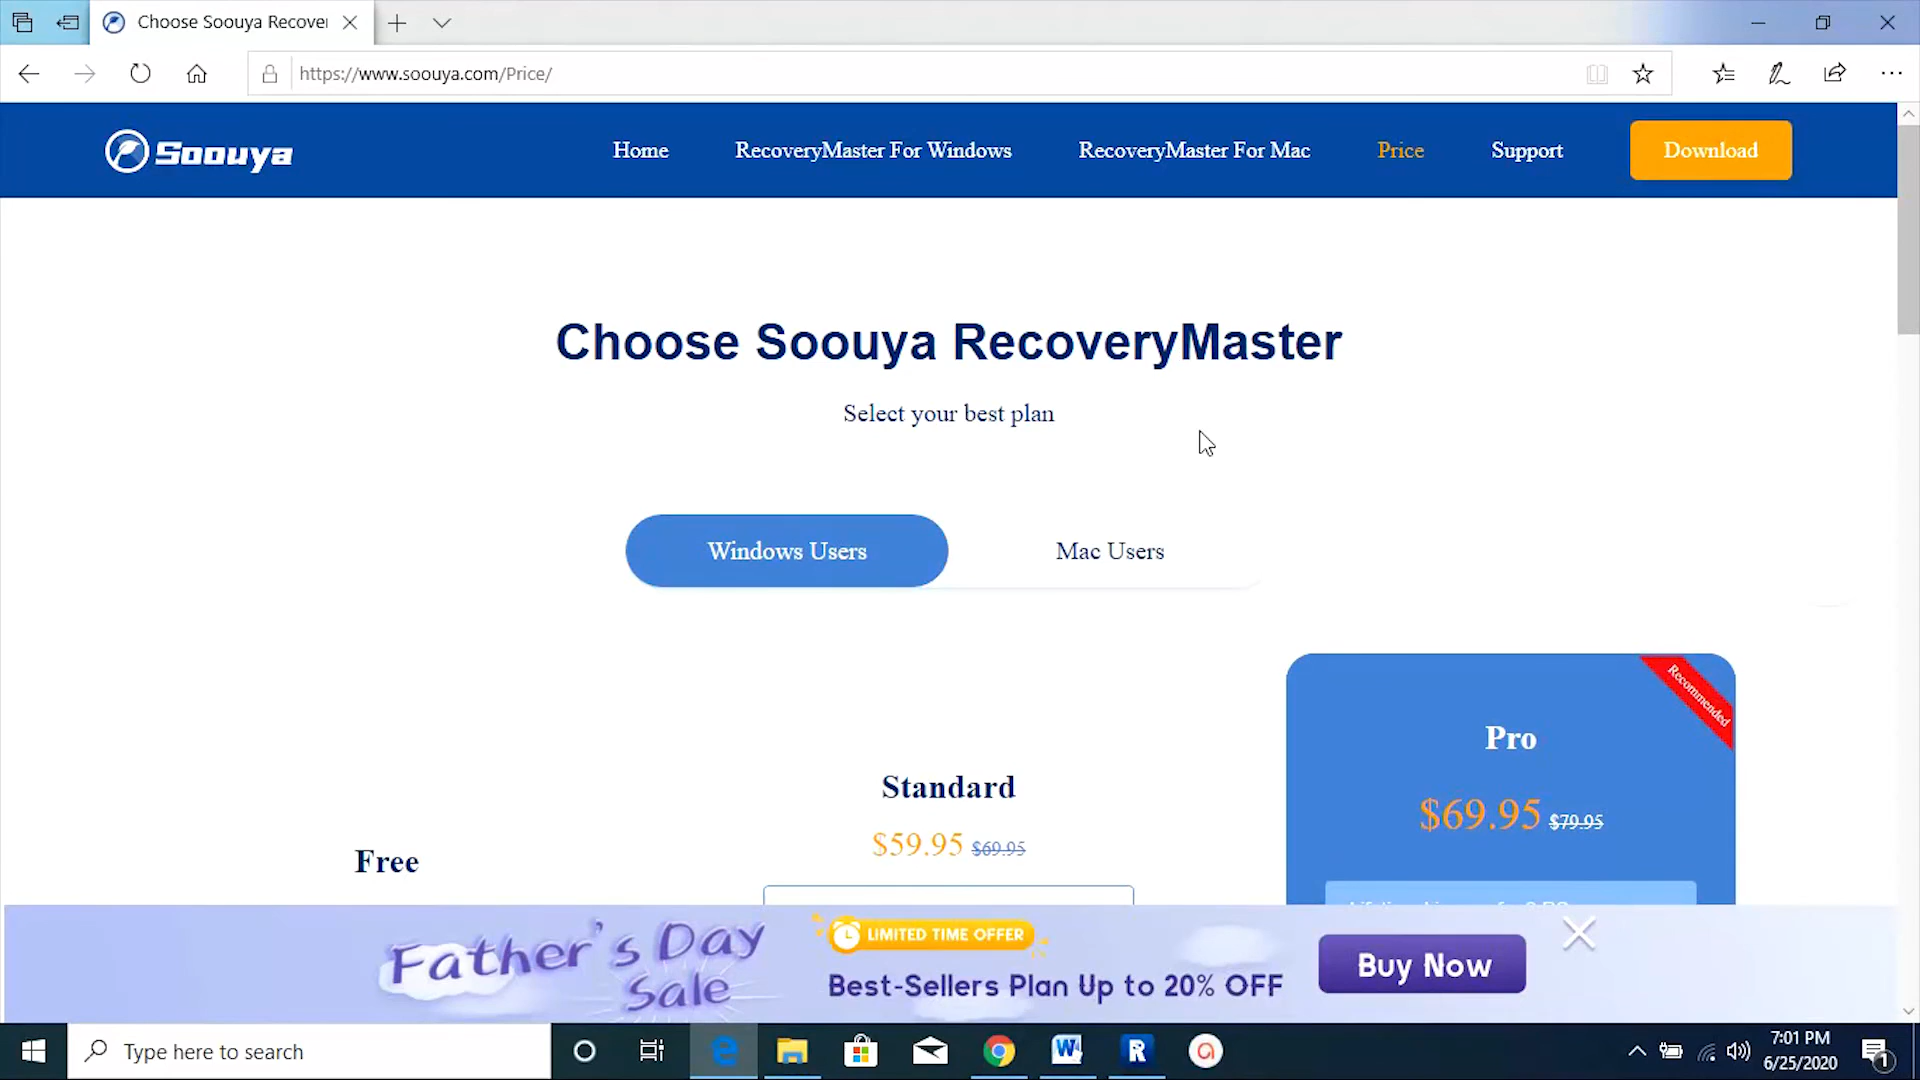 Choose Soouya Recover
https://www.soouya.com/Price/
Soouya
Home
RecoveryMaster For Windows
RecoveryMaster For Mac
Price
Support
Download
Choose Soouya RecoveryMaster
Select your best plan
Windows Users
Mac Users
Recommended
Pro
$69.95 $79.95
Standard
$59.95 $69.95
Free
Father's Day
Sale
LIMITED TIME OFFER
Best-Sellers Plan Up to 20% OFF
Buy Now
Type here to search
7:01 PM
6/25/2020
1